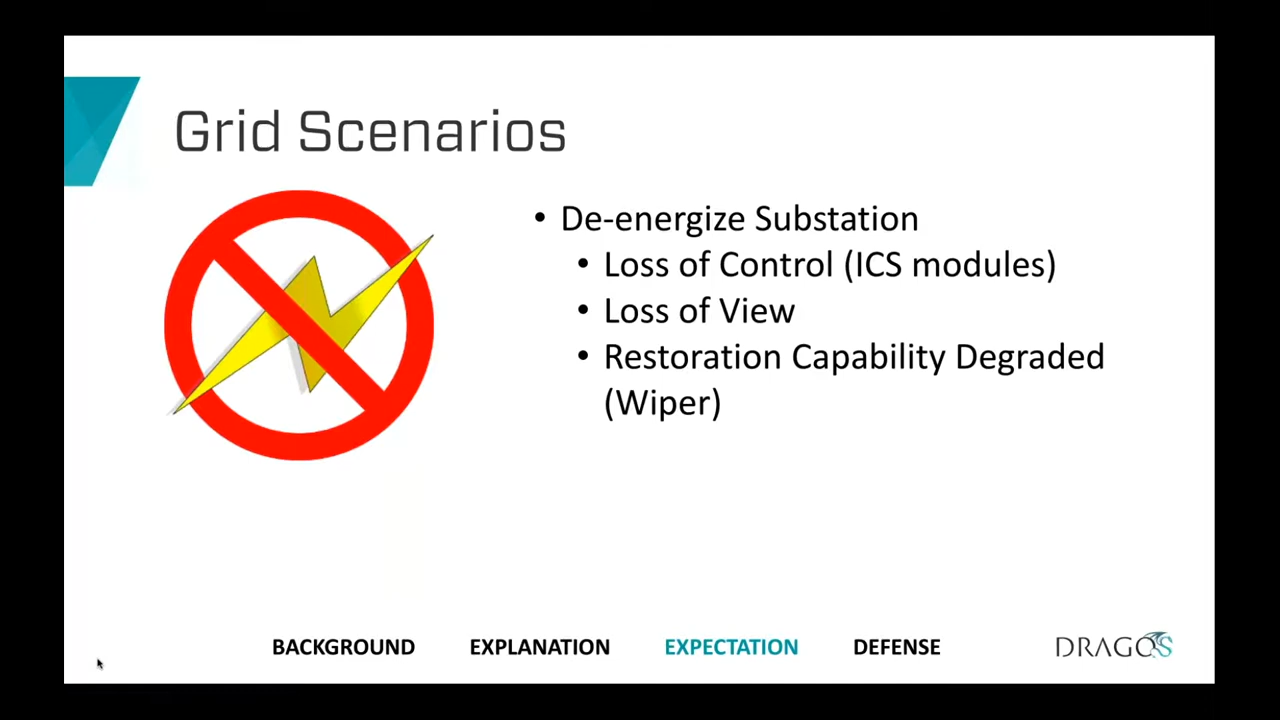 Grid Scenarios
• De-energize Substation
• Loss of Control (ICS modules)
• Loss of View
• Restoration Capability Degraded
(Wiper)
BACKGROUND EXPLANATION EXPECTATION DEFENSE DRAGOS